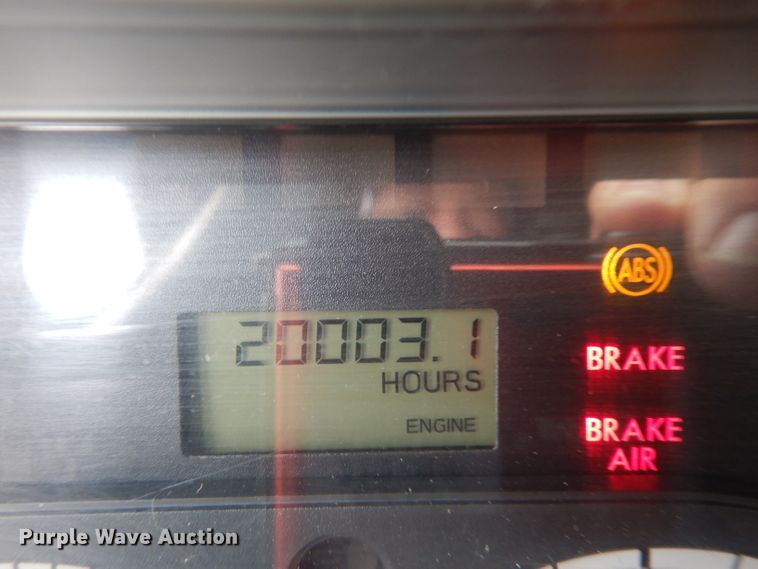 ABS
20003.1
HOURS
ENGINE
BRAKE
BRAKE
AIR
Purple Wave Auction®